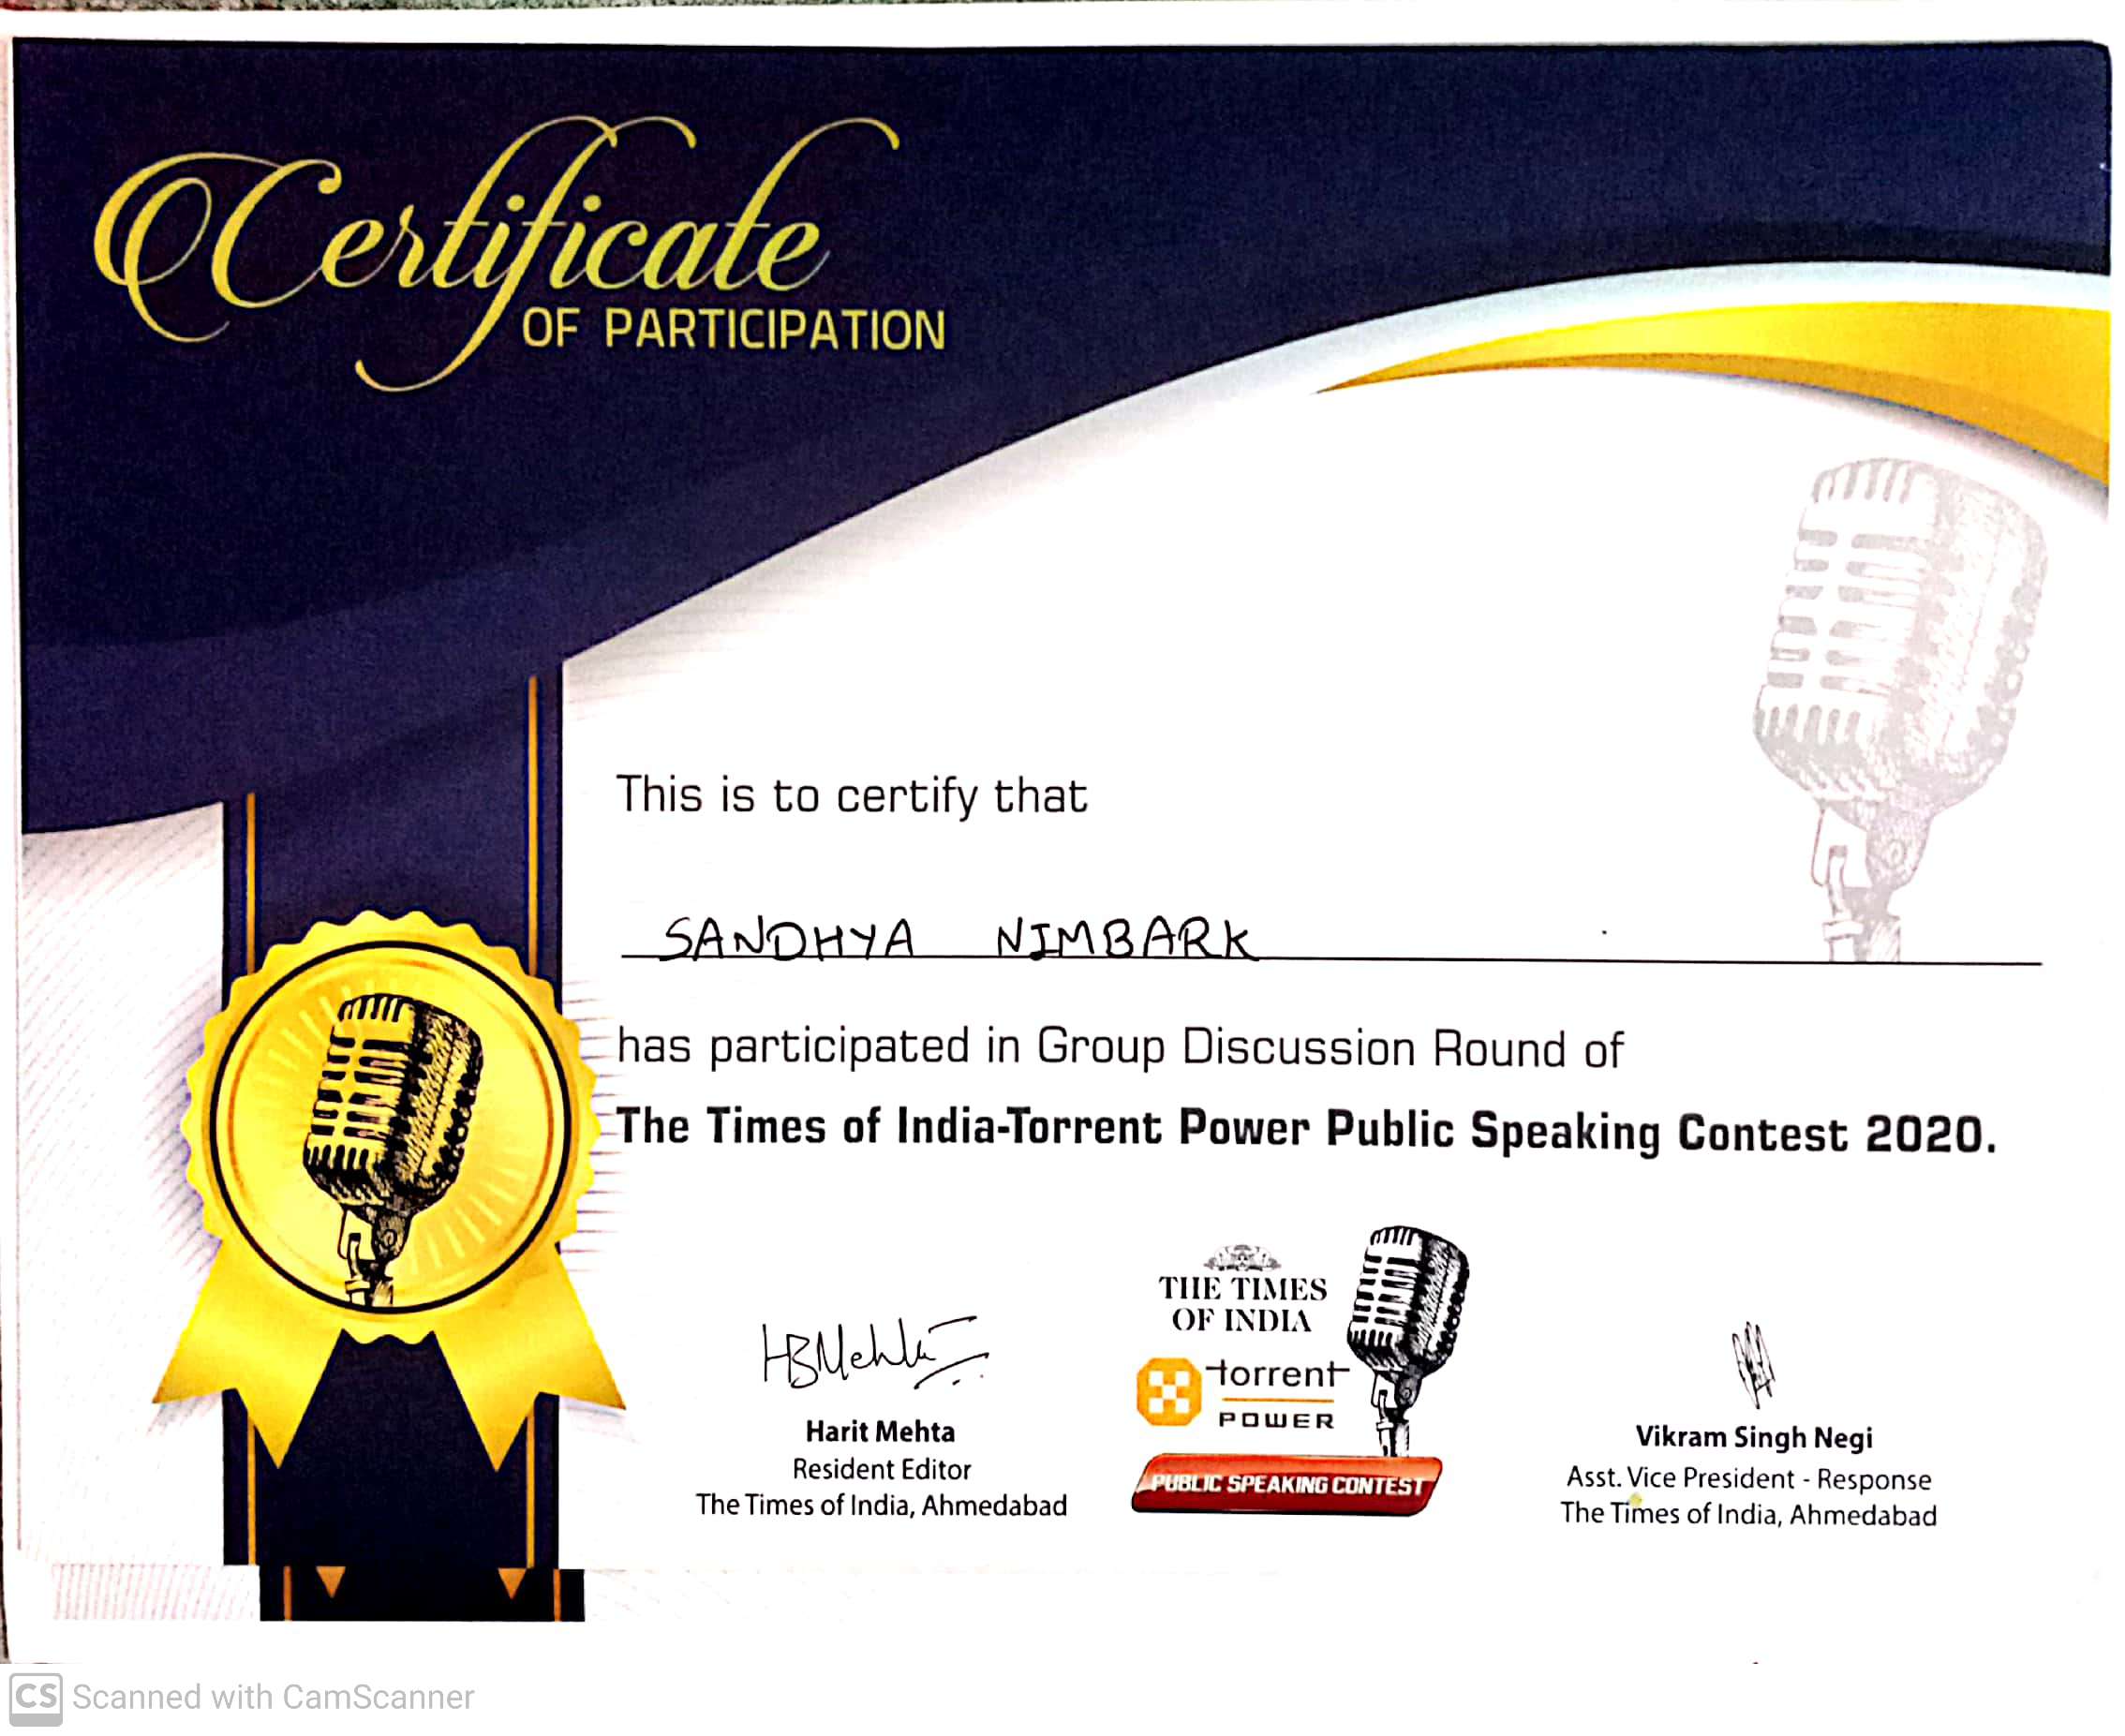 Certificate
OF PARTICIPATION
This is to certify that
SANDHYA NIMBARK
has participated in Group Discussion Round of
The Times of India-Torrent Power Public Speaking Contest 2020.
HBMehta
Harit Mehta
Resident Editor
The Times of India, Ahmedabad
THE TIMES
OF INDIA
torrent
POWER
PUBLIC SPEAKING CONTEST
Vikram Singh Negi
Asst. Vice President - Response
The Times of India, Ahmedabad
CS Scanned with CamScanner